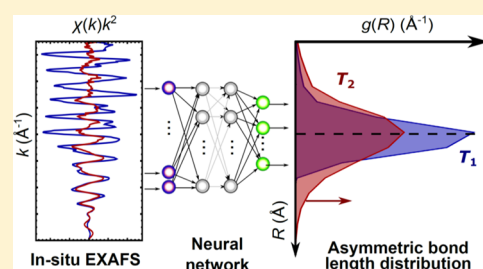 χ(k)k²
k (Å⁻¹)
In-situ EXAFS
Neural
network
g(R) (Å⁻¹)
T₂
T₁
R (Å)
Asymmetric bond
length distribution